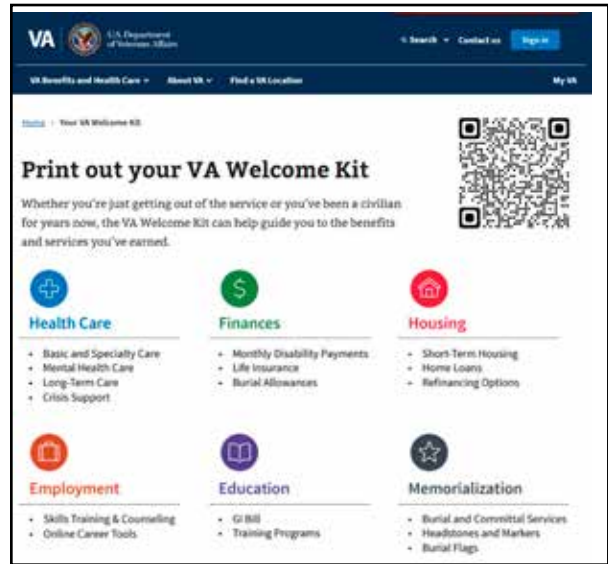 VA
U.S. Department
of Veterans Affairs
Search
Contact us
Sign in
VA Benefits and Health Care
About VA
Find a VA Location
My VA
Home › Your VA Welcome Kit
Print out your VA Welcome Kit
Whether you're just getting out of the service or you've been a civilian
for years now, the VA Welcome Kit can help guide you to the benefits
and services you've earned.
Health Care
• Basic and Specialty Care
• Mental Health Care
• Long-Term Care
• Crisis Support
Finances
• Monthly Disability Payments
• Life Insurance
• Burial Allowances
Housing
• Short-Term Housing
• Home Loans
• Refinancing Options
Employment
• Skills Training & Counseling
• Online Career Tools
Education
• GI Bill
• Training Programs
Memorialization
• Burial and Committal Services
• Headstones and Markers
• Burial Flags